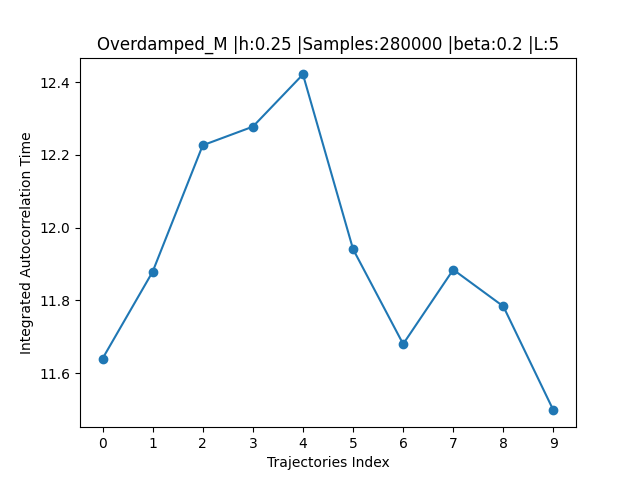 Overdamped_M |h:0.25 |Samples:280000 |beta:0.2 |L:5
Integrated Autocorrelation Time
12.4
12.2
12.0
11.8
11.6
0 1 2 3 4 5 6 7 8 9
Trajectories Index